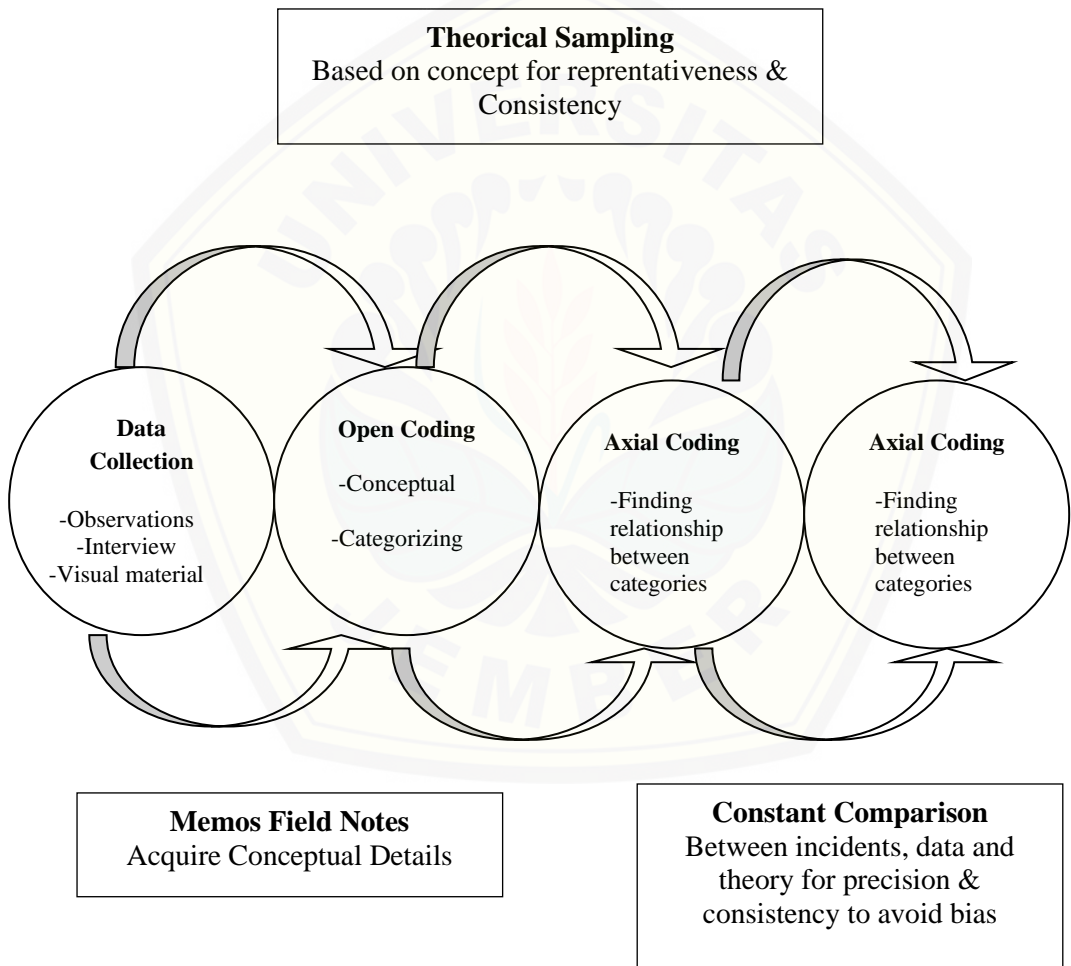 Theorical Sampling
Based on concept for reprentativeness &
Consistency
UNIVERSITAS
Data
Collection
-Observations
-Interview
-Visual material
Open Coding
-Conceptual
-Categorizing
Axial Coding
-Finding
relationship
between
categories
Axial Coding
-Finding
relationship
between
categories
JEMBER
Memos Field Notes
Acquire Conceptual Details
Constant Comparison
Between incidents, data and
theory for precision &
consistency to avoid bias